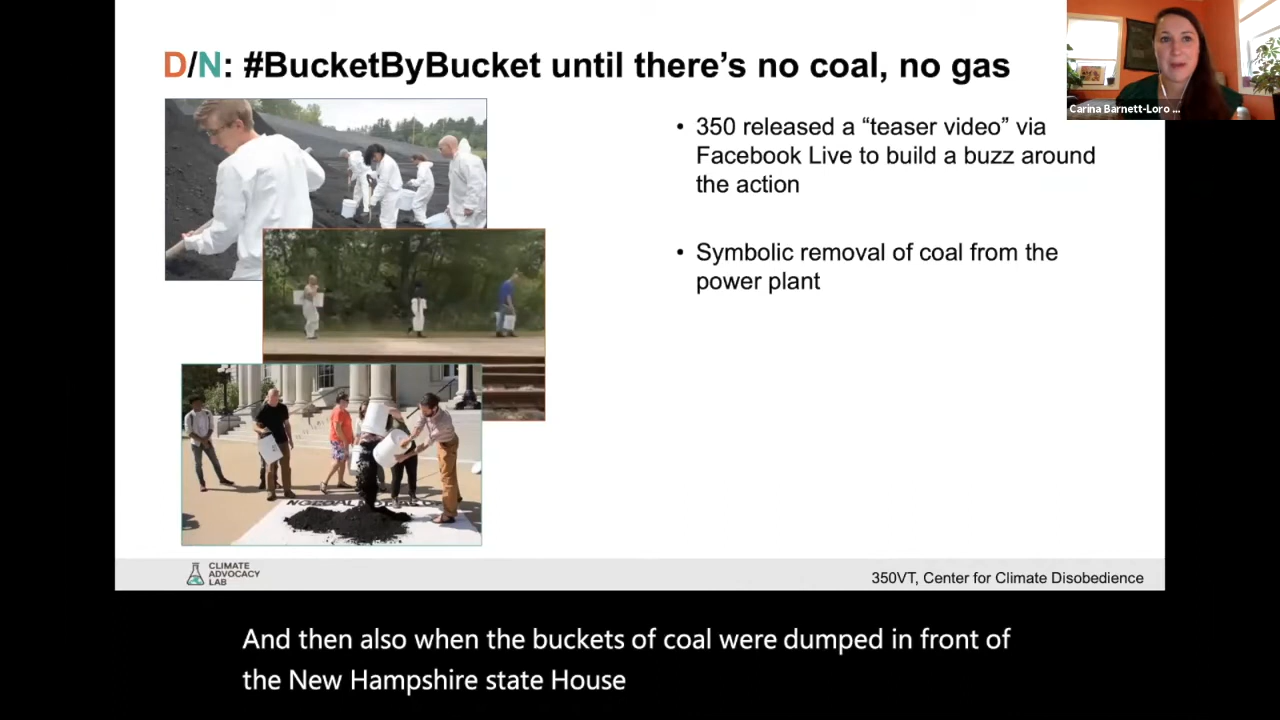 D/N: #BucketByBucket until there's no coal, no gas
Carina Barnett-Loro ...
• 350 released a “teaser video” via
Facebook Live to build a buzz around
the action
• Symbolic removal of coal from the
power plant
CLIMATE
ADVOCACY
LAB
350VT, Center for Climate Disobedience
And then also when the buckets of coal were dumped in front of
the New Hampshire state House